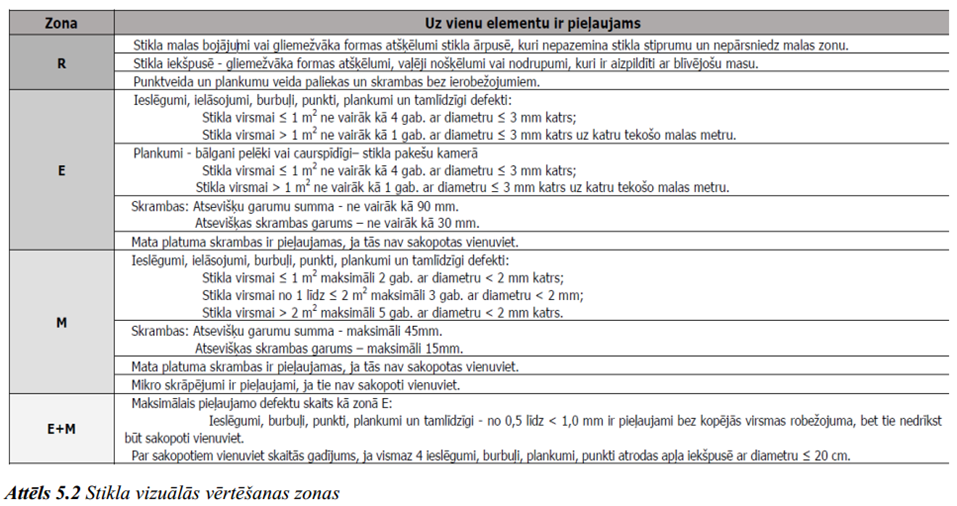 Zona
Uz vienu elementu ir pieļaujams
R
Stikla malas bojājumi vai gliemežvāka formas atšķēlumi stikla ārpusē, kuri nepazemina stikla stiprumu un nepārsniedz malas zonu.
Stikla iekšpusē - gliemežvāka formas atšķēlumi, vaļēji nošķēlumi vai nodrupumi, kuri ir aizpildīti ar blīvējošu masu.
Punktveida un plankumu veida paliekas un skrambas bez ierobežojumiem.
E
Ieslēgumi, ielāsojumi, burbuļi, punkti, plankumi un tamlīdzīgi defekti:
Stikla virsmai ≤ 1 m² ne vairāk kā 4 gab. ar diametru ≤ 3 mm katrs;
Stikla virsmai > 1 m² ne vairāk kā 1 gab. ar diametru ≤ 3 mm katrs uz katru tekošo malas metru.
Plankumi - bālgani pelēki vai caurspīdīgi– stikla pakešu kamerā
Stikla virsmai ≤ 1 m² ne vairāk kā 4 gab. ar diametru ≤ 3 mm katrs;
Stikla virsmai > 1 m² ne vairāk kā 1 gab. ar diametru ≤ 3 mm katrs uz katru tekošo malas metru.
Skrambas: Atsevišķu garumu summa - ne vairāk kā 90 mm.
Atsevišķas skrambas garums – ne vairāk kā 30 mm.
Mata platuma skrambas ir pieļaujamas, ja tās nav sakopotas vienuviet.
M
Ieslēgumi, ielāsojumi, burbuļi, punkti, plankumi un tamlīdzīgi defekti:
Stikla virsmai ≤ 1 m² maksimāli 2 gab. ar diametru < 2 mm katrs;
Stikla virsmai no 1 līdz ≤ 2 m² maksimāli 3 gab. ar diametru < 2 mm;
Stikla virsmai > 2 m² maksimāli 5 gab. ar diametru < 2 mm katrs.
Skrambas: Atsevišķu garumu summa - maksimāli 45mm.
Atsevišķas skrambas garums – maksimāli 15mm.
Mata platuma skrambas ir pieļaujamas, ja tās nav sakopotas vienuviet.
Mikro skrāpējumi ir pieļaujami, ja tie nav sakopoti vienuviet.
E+M
Maksimālais pieļaujamo defektu skaits kā zonā E:
Ieslēgumi, burbuļi, punkti, plankumi un tamlīdzīgi - no 0,5 līdz < 1,0 mm ir pieļaujami bez kopējās virsmas robežojuma, bet tie nedrīkst
būt sakopoti vienuviet.
Par sakopotiem vienuviet skaitās gadījums, ja vismaz 4 ieslēgumi, burbuļi, plankumi, punkti atrodas apļa iekšpusē ar diametru ≤ 20 cm.
Attēls 5.2 Stikla vizuālās vērtēšanas zonas